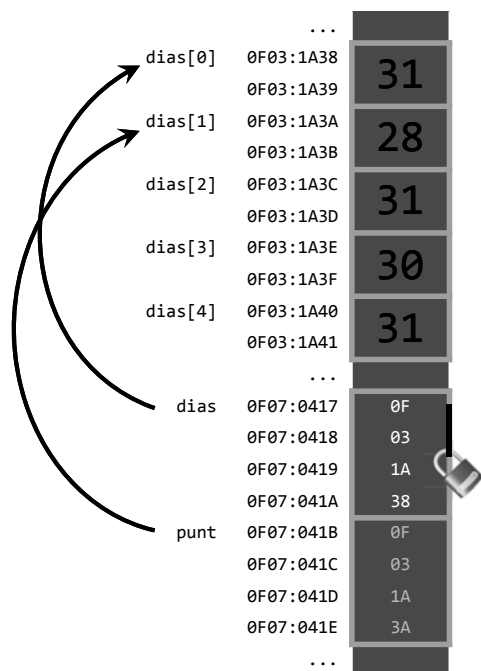 ...
dias[0] 0F03:1A38 31
0F03:1A39
dias[1] 0F03:1A3A 28
0F03:1A3B
dias[2] 0F03:1A3C 31
0F03:1A3D
dias[3] 0F03:1A3E 30
0F03:1A3F
dias[4] 0F03:1A40 31
0F03:1A41
...
dias 0F07:0417 0F
0F07:0418 03
0F07:0419 1A
0F07:041A 38
punt 0F07:041B 0F
0F07:041C 03
0F07:041D 1A
0F07:041E 3A
...